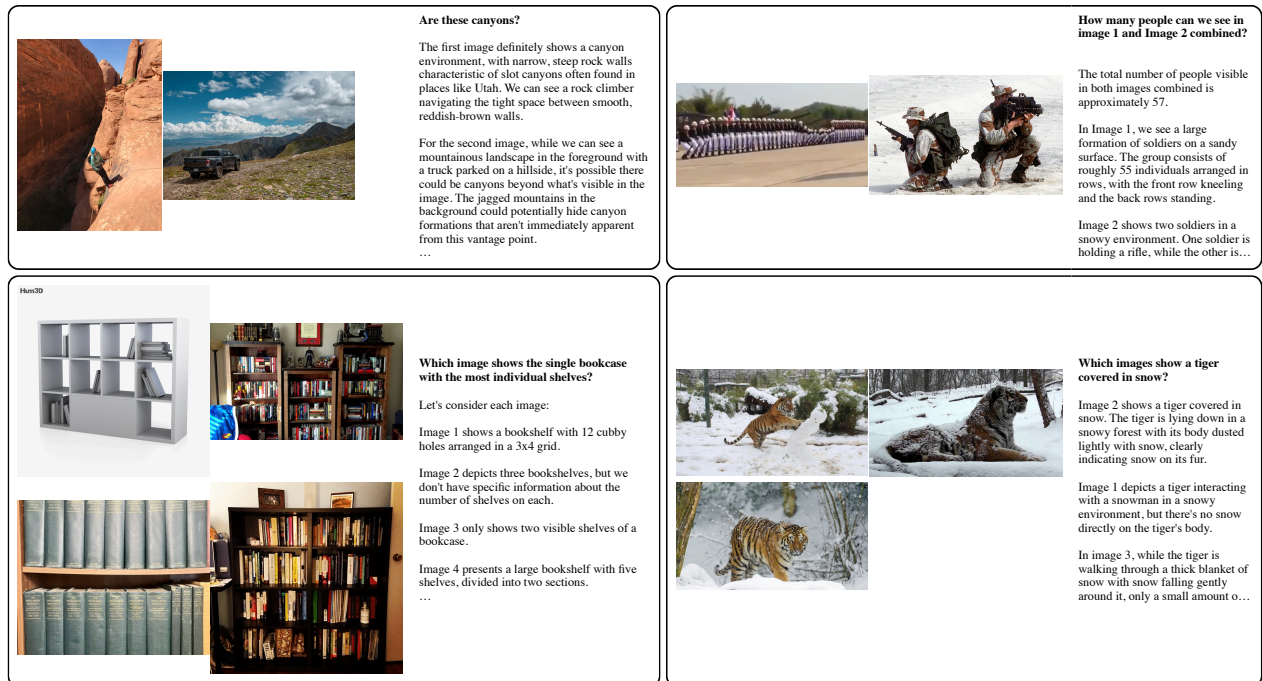 Are these canyons?
The first image definitely shows a canyon
environment, with narrow, steep rock walls
characteristic of slot canyons often found in
places like Utah. We can see a rock climber
navigating the tight space between smooth,
reddish-brown walls.
For the second image, while we can see a
mountainous landscape in the foreground with
a truck parked on a hillside, it's possible there
could be canyons beyond what's visible in the
image. The jagged mountains in the
background could potentially hide canyon
formations that aren't immediately apparent
from this vantage point.
…
How many people can we see in
image 1 and Image 2 combined?
The total number of people visible
in both images combined is
approximately 57.
In Image 1, we see a large
formation of soldiers on a sandy
surface. The group consists of
roughly 55 individuals arranged in
rows, with the front row kneeling
and the back rows standing.
Image 2 shows two soldiers in a
snowy environment. One soldier is
holding a rifle, while the other is…
Hum3D
Which image shows the single bookcase
with the most individual shelves?
Let's consider each image:
Image 1 shows a bookshelf with 12 cubby
holes arranged in a 3x4 grid.
Image 2 depicts three bookshelves, but we
don't have specific information about the
number of shelves on each.
Image 3 only shows two visible shelves of a
bookcase.
Image 4 presents a large bookshelf with five
shelves, divided into two sections.
…
Which images show a tiger
covered in snow?
Image 2 shows a tiger covered in
snow. The tiger is lying down in a
snowy forest with its body dusted
lightly with snow, clearly
indicating snow on its fur.
Image 1 depicts a tiger interacting
with a snowman in a snowy
environment, but there's no snow
directly on the tiger's body.
In image 3, while the tiger is
walking through a thick blanket of
snow with snow falling gently
around it, only a small amount o…